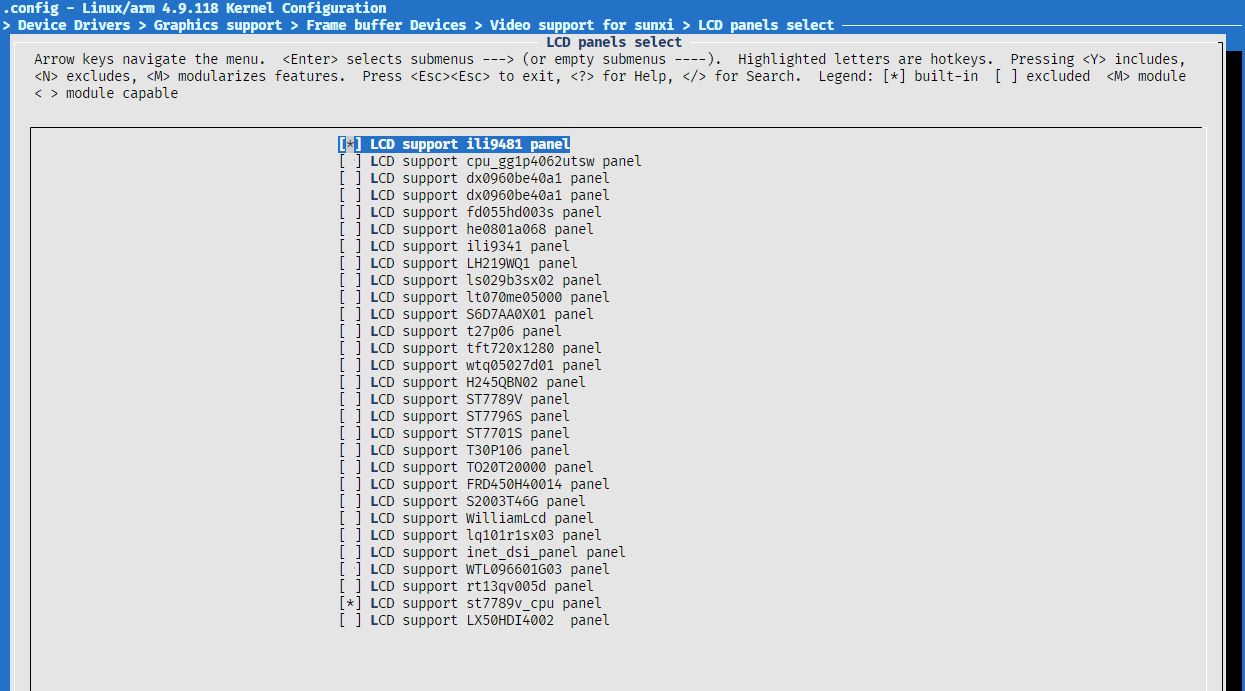 .config - Linux/arm 4.9.118 Kernel Configuration
> Device Drivers > Graphics support > Frame buffer Devices > Video support for sunxi > LCD panels select
LCD panels select
Arrow keys navigate the menu.  <Enter> selects submenus ---> (or empty submenus ----).  Highlighted letters are hotkeys.  Pressing <Y> includes,
<N> excludes, <M> modularizes features.  Press <Esc><Esc> to exit, <?> for Help, </> for Search.  Legend: [*] built-in  [ ] excluded  <M> module
< > module capable
[*] LCD support ili9481 panel
[ ] LCD support cpu_gg1p4062utsw panel
[ ] LCD support dx0960be40a1 panel
[ ] LCD support dx0960be40a1 panel
[ ] LCD support fd055hd003s panel
[ ] LCD support he0801a068 panel
[ ] LCD support ili9341 panel
[ ] LCD support LH219WQ1 panel
[ ] LCD support ls029b3sx02 panel
[ ] LCD support lt070me05000 panel
[ ] LCD support S6D7AA0X01 panel
[ ] LCD support t27p06 panel
[ ] LCD support tft720x1280 panel
[ ] LCD support wtq05027d01 panel
[ ] LCD support H245QBN02 panel
[ ] LCD support ST7789V panel
[ ] LCD support ST7796S panel
[ ] LCD support ST7701S panel
[ ] LCD support T30P106 panel
[ ] LCD support TO20T20000 panel
[ ] LCD support FRD450H40014 panel
[ ] LCD support S2003T46G panel
[ ] LCD support WilliamLcd panel
[ ] LCD support lq101r1sx03 panel
[ ] LCD support inet_dsi_panel panel
[ ] LCD support WTL096601G03 panel
[ ] LCD support rt13qv005d panel
[*] LCD support st7789v_cpu panel
[ ] LCD support LX50HDI4002  panel